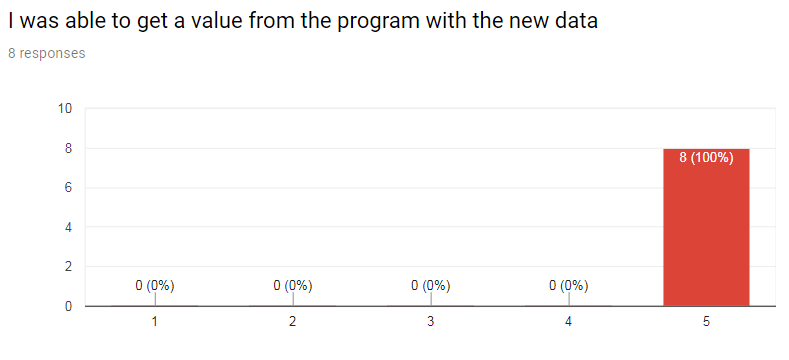 I was able to get a value from the program with the new data
8 responses
10
8
6
4
2
0
0 (0%) 0 (0%) 0 (0%) 0 (0%) 8 (100%)
1 2 3 4 5